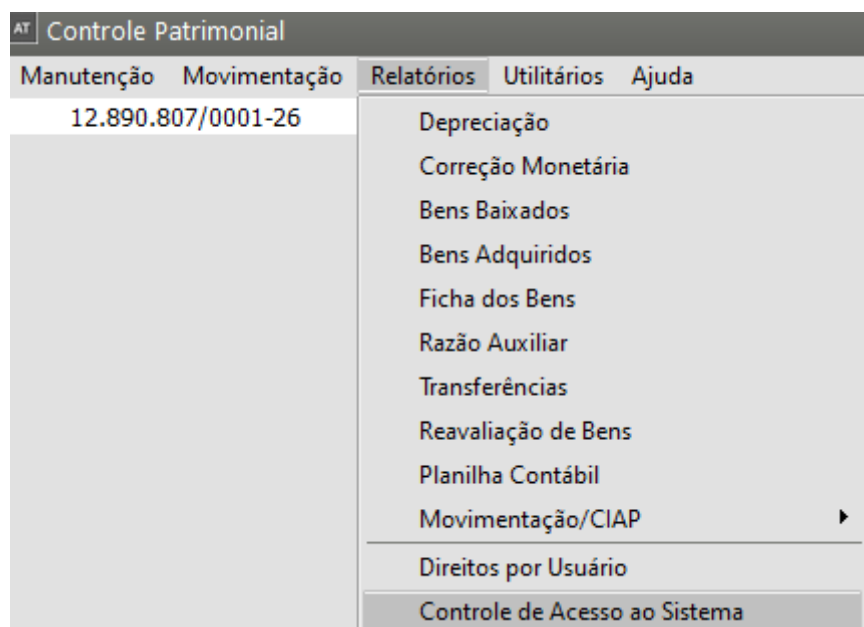 AT Controle Patrimonial
Manutenção Movimentação Relatórios Utilitários Ajuda
12.890.807/0001-26
Depreciação
Correção Monetária
Bens Baixados
Bens Adquiridos
Ficha dos Bens
Razão Auxiliar
Transferências
Reavaliação de Bens
Planilha Contábil
Movimentação/CIAP
Direitos por Usuário
Controle de Acesso ao Sistema